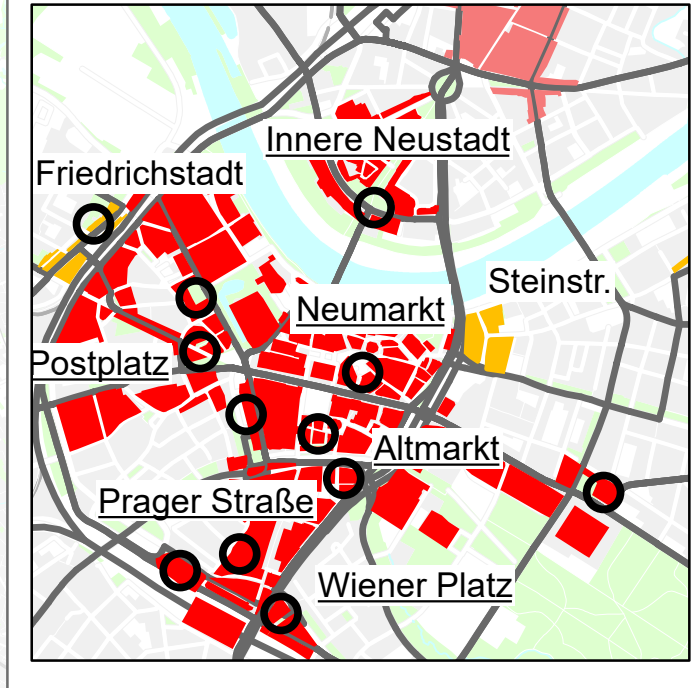 Innere Neustadt
Friedrichstadt
Steinstr.
Neumarkt
Postplatz
Altmarkt
Prager Straße
Wiener Platz